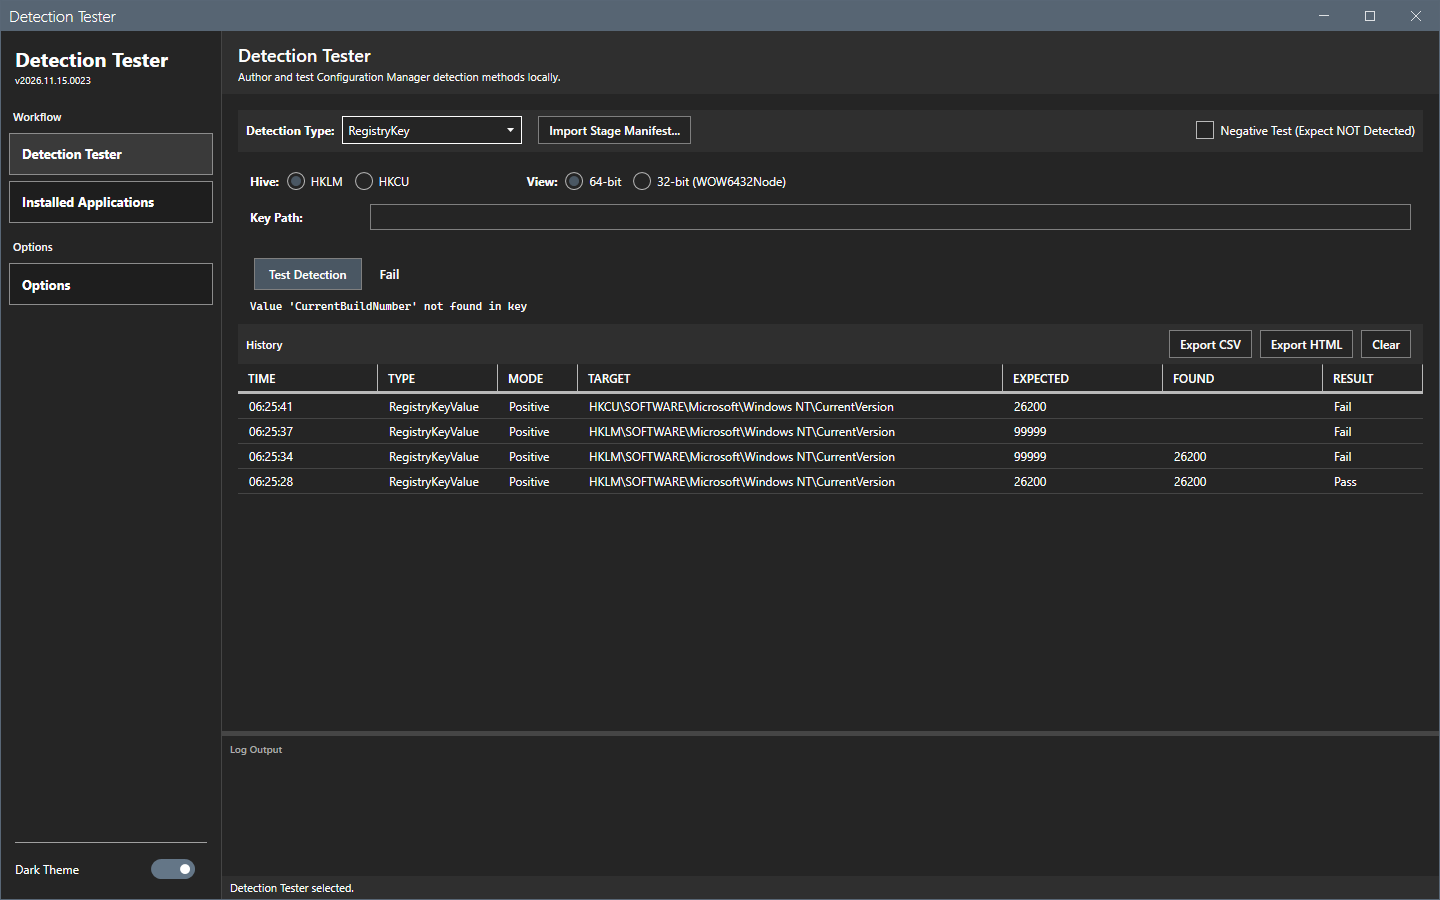 Detection Tester
Detection Tester
v2026.11.15.0023
Workflow
Detection Tester
Installed Applications
Options
Options
Dark Theme
Detection Tester
Author and test Configuration Manager detection methods locally.
Detection Type: RegistryKey Import Stage Manifest... Negative Test (Expect NOT Detected)
Hive: HKLM HKCU View: 64-bit 32-bit (WOW6432Node)
Key Path:
Test Detection Fail
Value 'CurrentBuildNumber' not found in key
History Export CSV Export HTML Clear
TIME TYPE MODE TARGET EXPECTED FOUND RESULT
06:25:41 RegistryKeyValue Positive HKCU\SOFTWARE\Microsoft\Windows NT\CurrentVersion 26200 Fail
06:25:37 RegistryKeyValue Positive HKLM\SOFTWARE\Microsoft\Windows NT\CurrentVersion 99999 Fail
06:25:34 RegistryKeyValue Positive HKLM\SOFTWARE\Microsoft\Windows NT\CurrentVersion 99999 26200 Fail
06:25:28 RegistryKeyValue Positive HKLM\SOFTWARE\Microsoft\Windows NT\CurrentVersion 26200 26200 Pass
Log Output
Detection Tester selected.